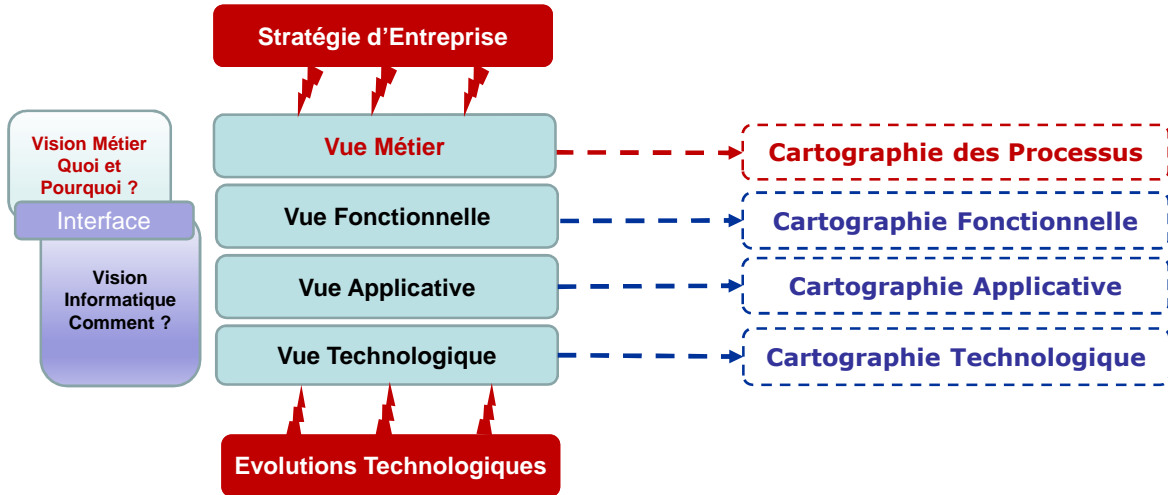 Stratégie d'Entreprise
Vision Métier
Quoi et
Pourquoi ?
Interface
Vision
Informatique
Comment ?
Vue Métier
Cartographie des Processus
Vue Fonctionnelle
Cartographie Fonctionnelle
Vue Applicative
Cartographie Applicative
Vue Technologique
Cartographie Technologique
Evolutions Technologiques